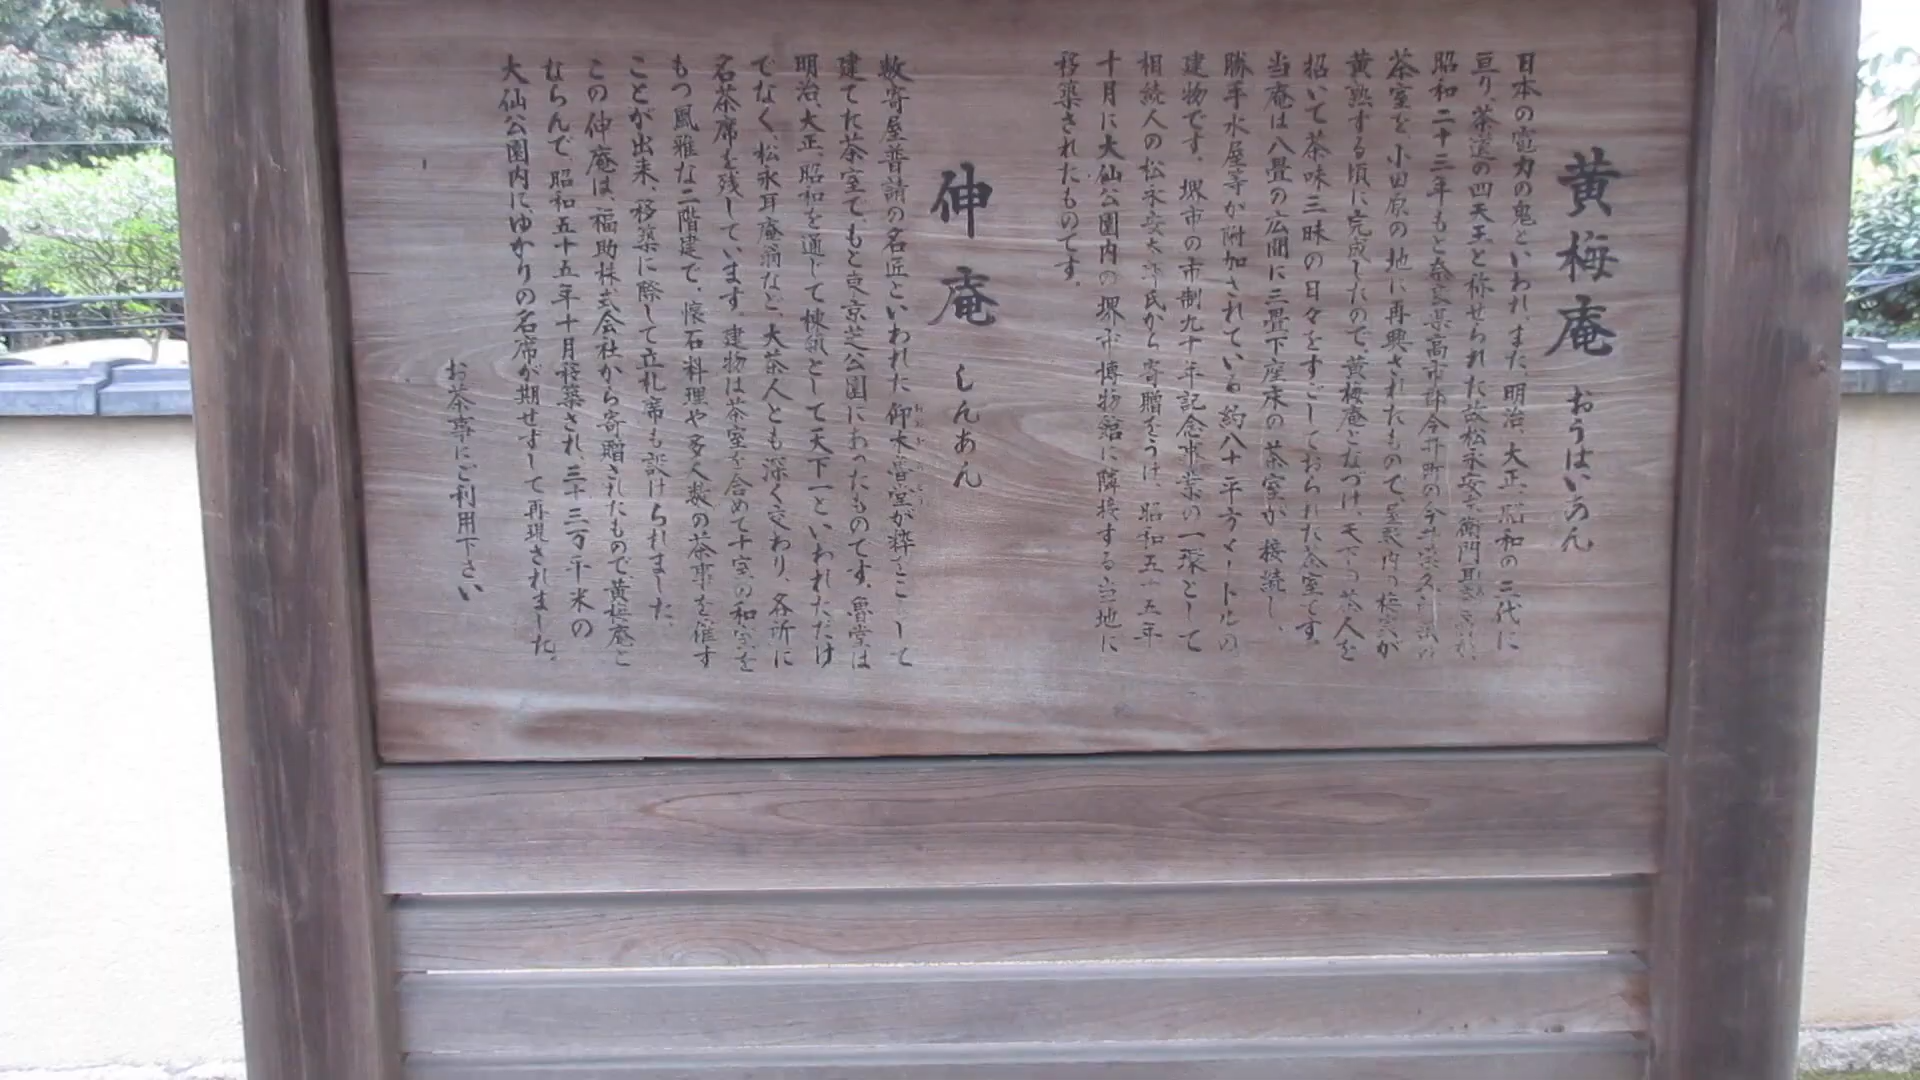 黄梅庵 おうばいあん
日本の電力の鬼といわれ、また、明治、大正、昭和の三代に
亘り、茶道の四天王と称せられた故松永安左衛門耳庵
昭和二十三年もと奈良県高市郡今井町の今井宗久
茶室を、小田原の地に再興されたもので、の梅実が
黄熟する頃に完成したので、黄梅庵となづけ、天下の茶人を
招いて茶味三昧の日々をすごしておられた茶室です。
当庵は八畳の広間に三畳下座床の茶室が接続し、
勝手水屋等が附加されている約八十平方メートルの
建物です。堺市の市制九十年記念事業の一環として
相続人の松永安太郎氏から寄贈をうけ、昭和五十五年
十月に大仙公園内の堺市博物館に隣接する当地に
移築されたものです。
伸庵 しんあん
数寄屋普請の名匠といわれた仰木魯堂が粋をこらして
建てた茶室でもと東京芝公園にあったものです。魯堂は
明治、大正、昭和を通じて棟領として天下一といわれただけ
でなく、松永耳庵翁など、大茶人とも深く交わり、各所に
名茶席を残しています。建物は茶室を含めて十室の和室を
もつ風雅な二階建で、懐石料理や多人数の茶事を催す
ことが出来、移築に際して立礼席も設けられました。
この伸庵は、福助株式会社から寄贈されたもので、黄梅庵と
ならんで、昭和五十五年十月移築され、三十三万平米の
大仙公園内に、ゆかりの名席が期せずして再現されました。
お茶事にご利用下さい